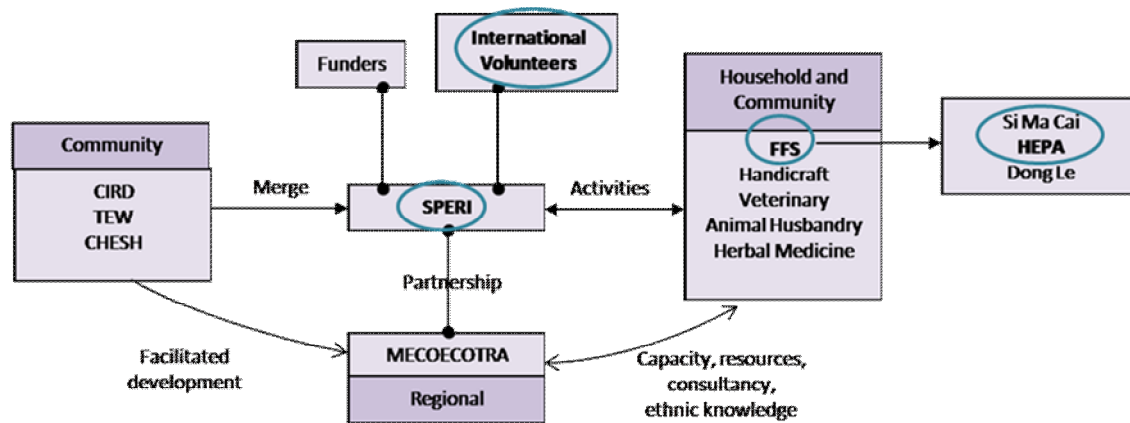 International
Volunteers
Funders
Household and
Community
Si Ma Cai
HEPA
Dong Le
Community
FFS
Handicraft
Veterinary
Animal Husbandry
Herbal Medicine
CIRD
TEW
CHESH
Merge
SPERI
Activities
Partnership
MECOECOTRA
Regional
Facilitated
development
Capacity, resources,
consultancy,
ethnic knowledge